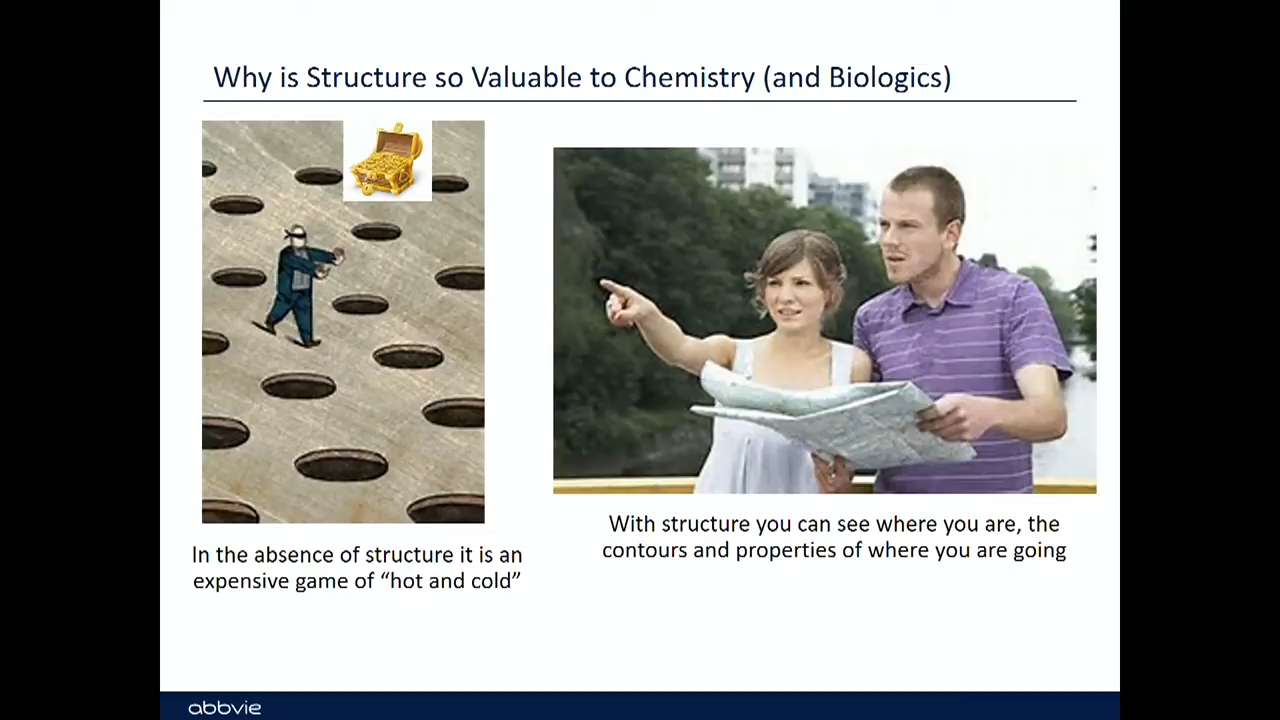 Why is Structure so Valuable to Chemistry (and Biologics)
In the absence of structure it is an
expensive game of “hot and cold”
With structure you can see where you are, the
contours and properties of where you are going
abbvie